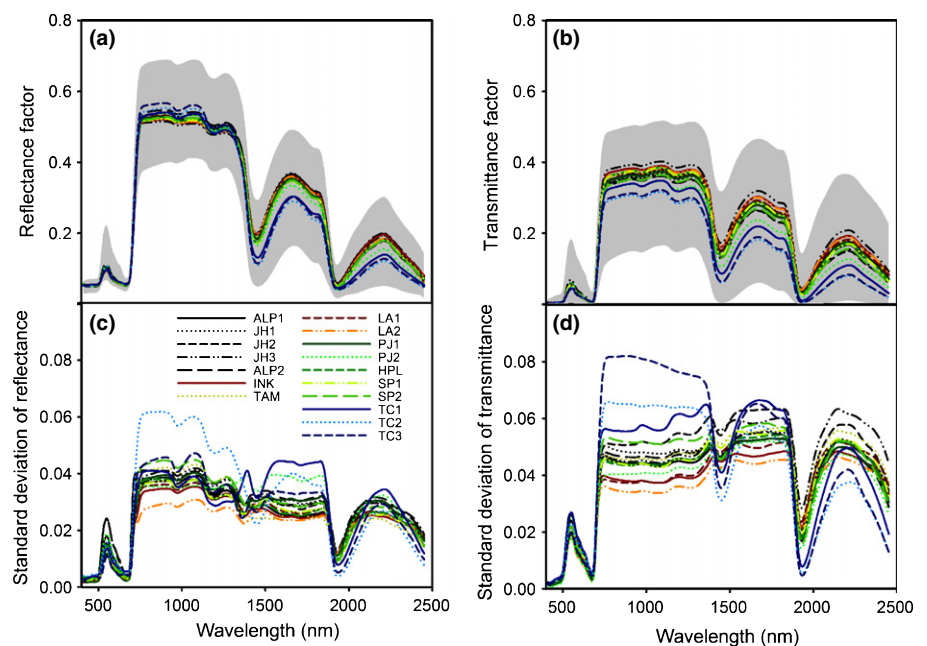 0.8
(a)
0.6
0.4
0.2
Reflectance factor
0.8
(b)
0.6
0.4
0.2
Transmittance factor
(c)
0.08
0.06
0.04
0.02
0.00
Standard deviation of reflectance
ALP1
JH1
JH2
JH3
ALP2
INK
TAM
LA1
LA2
PJ1
PJ2
HPL
SP1
SP2
TC1
TC2
TC3
500 1000 1500 2000 2500
Wavelength (nm)
(d)
0.08
0.06
0.04
0.02
0.00
Standard deviation of transmittance
500 1000 1500 2000 2500
Wavelength (nm)